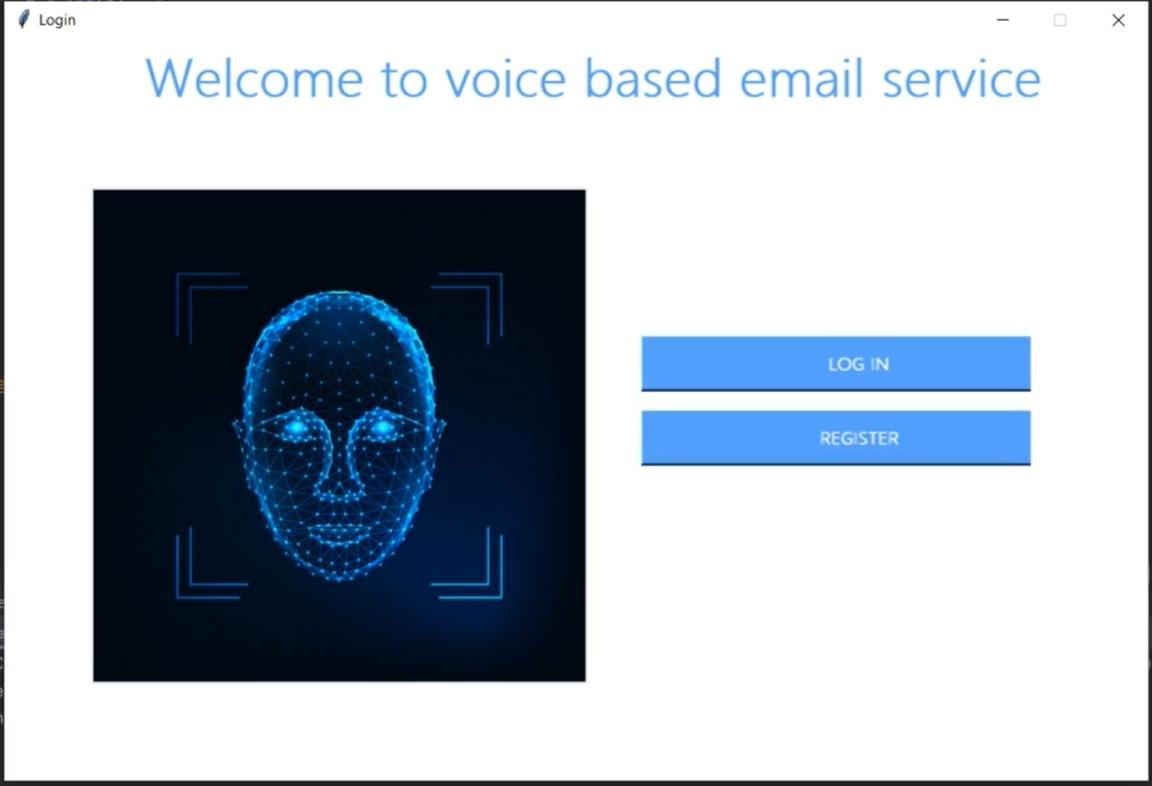 Login
Welcome to voice based email service
LOG IN
REGISTER